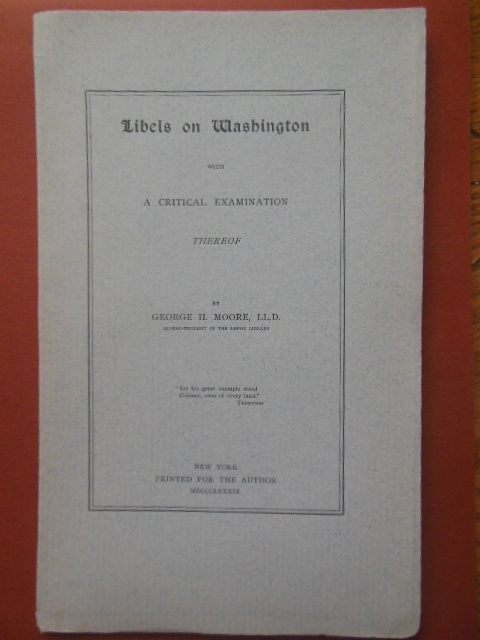 Libels on Washington
WITH
A CRITICAL EXAMINATION
THEREOF
BY
GEORGE H. MOORE, LL.D.
SUPERINTENDENT OF THE LENOX LIBRARY
"Let his great example stand
Colossal, seen of every land."
TENNYSON
NEW YORK
PRINTED FOR THE AUTHOR
MDCCCLXXXIX